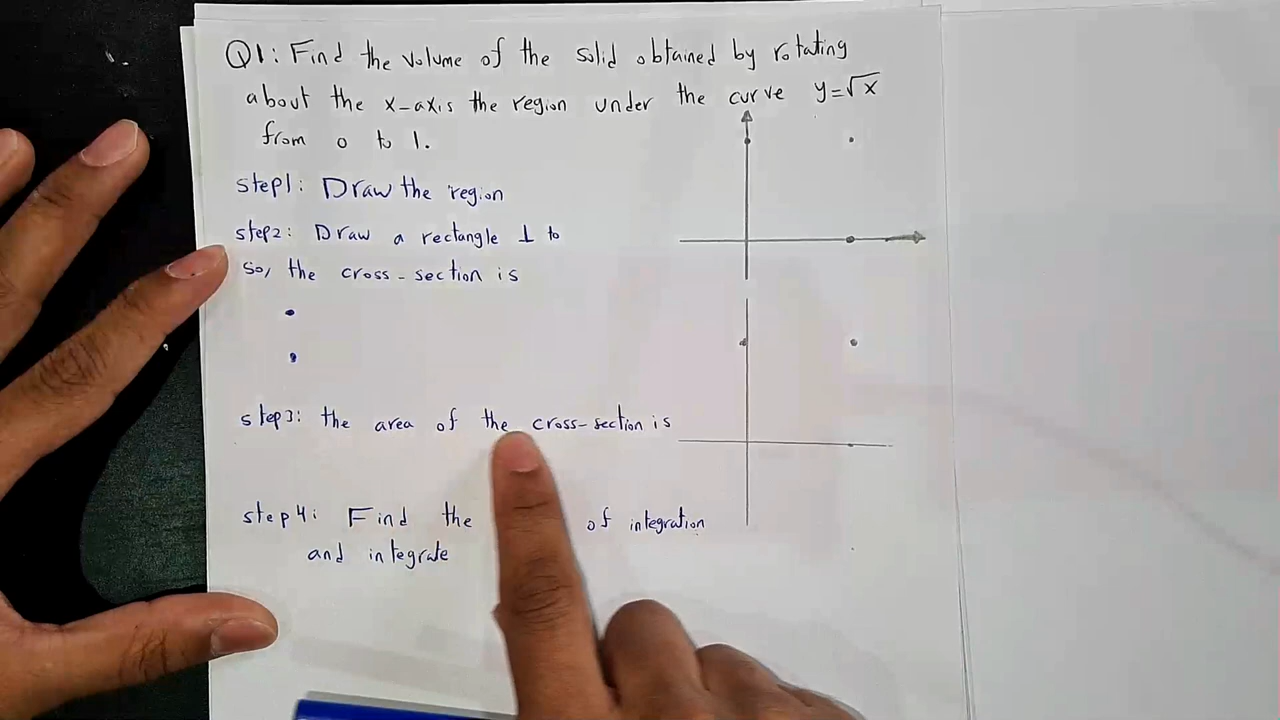 Q1: Find the volume of the solid obtained by rotating
about the x-axis the region under the curve y=√x
from 0 to 1.
step1: Draw the region
step2: Draw a rectangle ⊥ to
so, the cross-section is
•
•
step3: the area of the cross-section is
step4: Find the of integration
and integrate